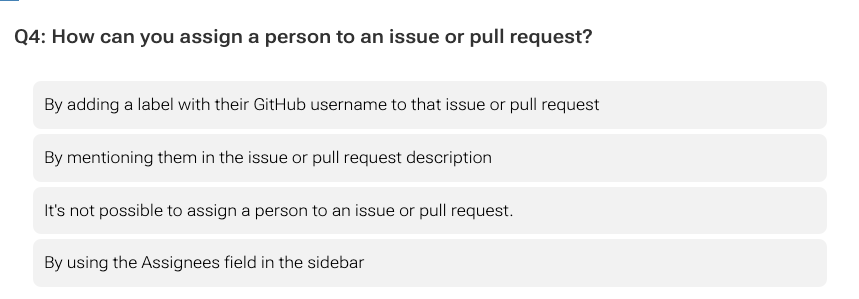 Q4: How can you assign a person to an issue or pull request?
By adding a label with their GitHub username to that issue or pull request
By mentioning them in the issue or pull request description
It's not possible to assign a person to an issue or pull request.
By using the Assignees field in the sidebar